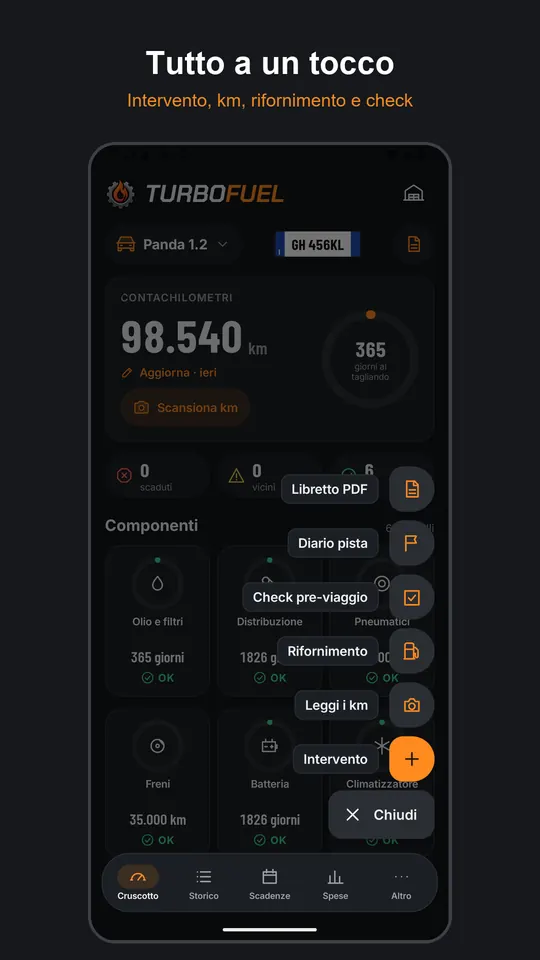 Tutto a un tocco
Intervento, km, rifornimento e check
TURBOFUEL
Panda 1.2
I
GH 456KL
CONTACHILOMETRI
98.540 km
365
giorni al
tagliando
Aggiorna · ieri
Scansiona km
0
scaduti
0
vicini
6
Libretto PDF
Componenti
Diario pista
Check pre-viaggio
Olio e filtri
Distribuzione
Pneumatici
Rifornimento
365 giorni
1826 g
OK
OK
OK
Leggi i km
Intervento
Freni
Batteria
Climatizzatore
35.000 km
1826 giorni
Chiudi
OK
OK
OK
Cruscotto
Storico
Scadenze
Spese
Altro